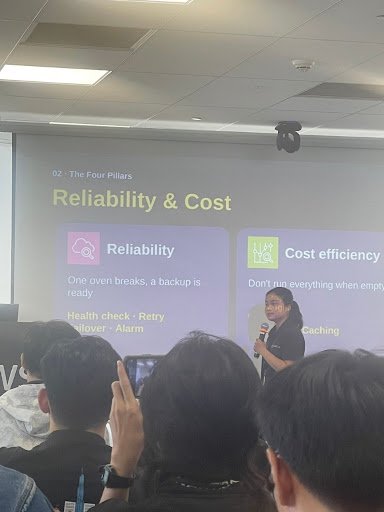 02 · The Four Pillars
Reliability & Cost
Reliability
One oven breaks, a backup is
ready
Health check · Retry
Failover · Alarm
Cost efficiency
Don't run everything when empty
Caching